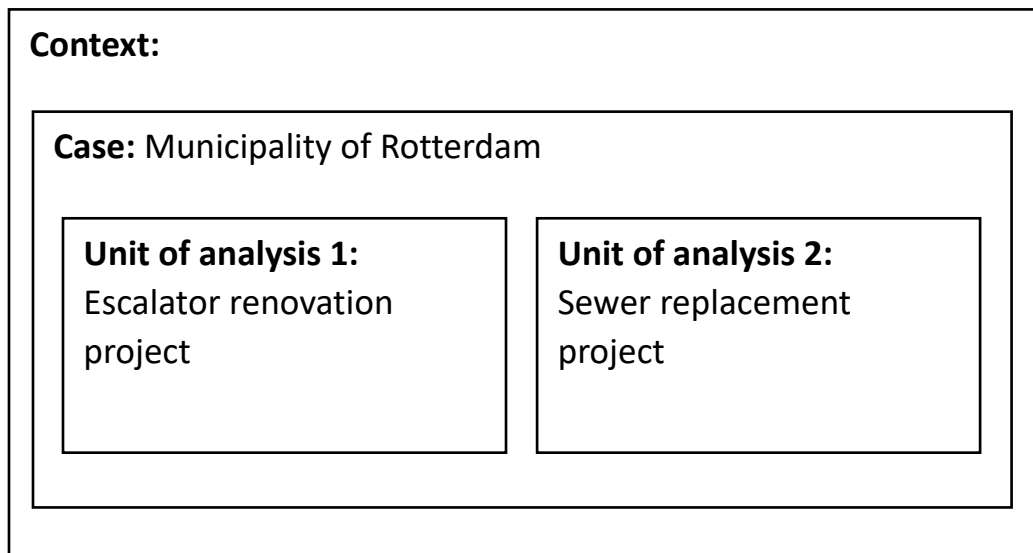 Context:
Case: Municipality of Rotterdam
Unit of analysis 1:
Escalator renovation
project
Unit of analysis 2:
Sewer replacement
project